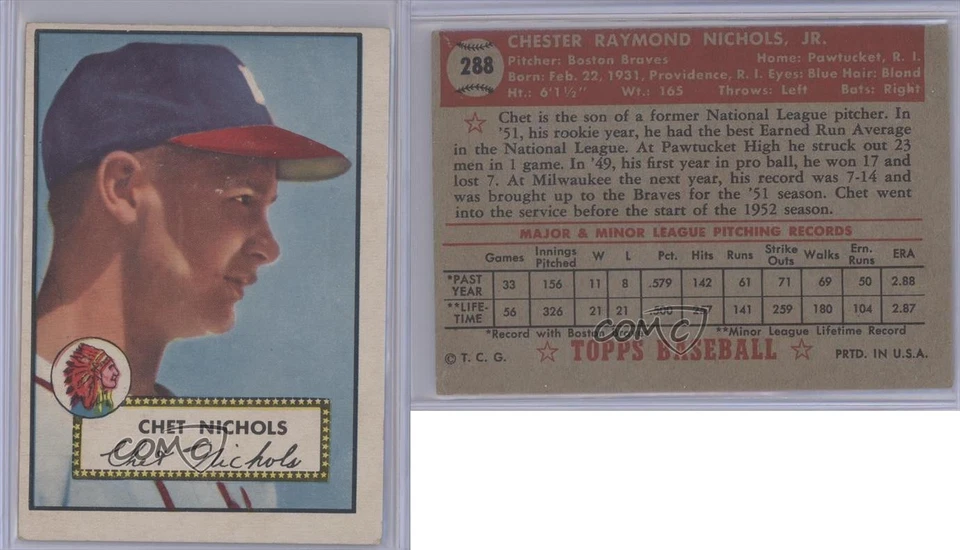 CHET NICHOLS
Chet Nichols
COMC
288
CHESTER RAYMOND NICHOLS, JR.
Pitcher: Boston Braves Home: Pawtucket, R. I.
Born: Feb. 22, 1931, Providence, R. I. Eyes: Blue Hair: Blond
Ht.: 6'1½" Wt.: 165 Throws: Left Bats: Right
Chet is the son of a former National League pitcher. In
'51, his rookie year, he had the best Earned Run Average
in the National League. At Pawtucket High he struck out 23
men in 1 game. In '49, his first year in pro ball, he won 17 and
lost 7. At Milwaukee the next year, his record was 7-14 and
was brought up to the Braves for the '51 season. Chet went
into the service before the start of the 1952 season.
MAJOR & MINOR LEAGUE PITCHING RECORDS
Games Innings Pitched W L Pct. Hits Runs Strike Outs Walks Ern. Runs ERA
*PAST YEAR 33 156 11 8 .579 142 61 71 69 50 2.88
**LIFE-TIME 56 326 21 21 .500 257 141 259 180 104 2.87
*Record with Boston Braves **Minor League Lifetime Record
COMC
© T. C. G. TOPPS BASEBALL PRTD. IN U.S.A.